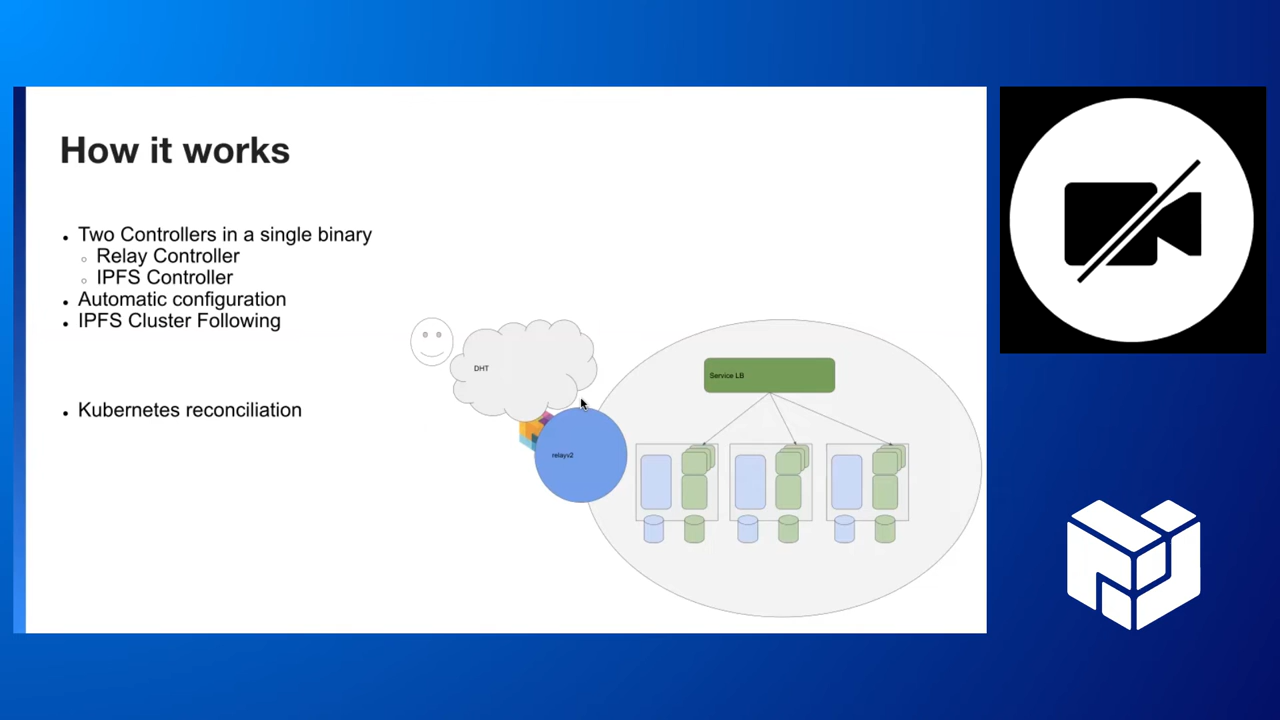 How it works
Two Controllers in a single binary
Relay Controller
IPFS Controller
Automatic configuration
IPFS Cluster Following
Kubernetes reconciliation
DHT
Service LB
relayv2